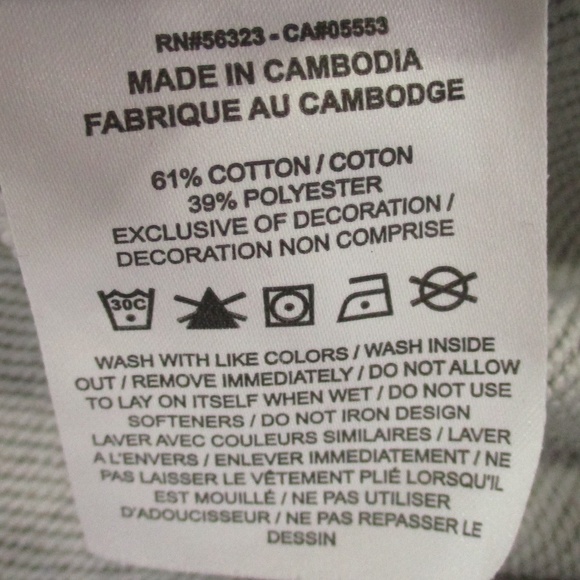 RN#56323 - CA#05553
MADE IN CAMBODIA
FABRIQUE AU CAMBODGE
61% COTTON / COTON
39% POLYESTER
EXCLUSIVE OF DECORATION /
DECORATION NON COMPRISE
30C
WASH WITH LIKE COLORS / WASH INSIDE
OUT / REMOVE IMMEDIATELY / DO NOT ALLOW
TO LAY ON ITSELF WHEN WET / DO NOT USE
SOFTENERS / DO NOT IRON DESIGN
LAVER AVEC COULEURS SIMILAIRES / LAVER
A L'ENVERS / ENLEVER IMMEDIATEMENT / NE
PAS LAISSER LE VÊTEMENT PLIÉ LORSQU'IL
EST MOUILLÉ / NE PAS UTILISER
D'ADOUCISSEUR / NE PAS REPASSER LE
DESSIN